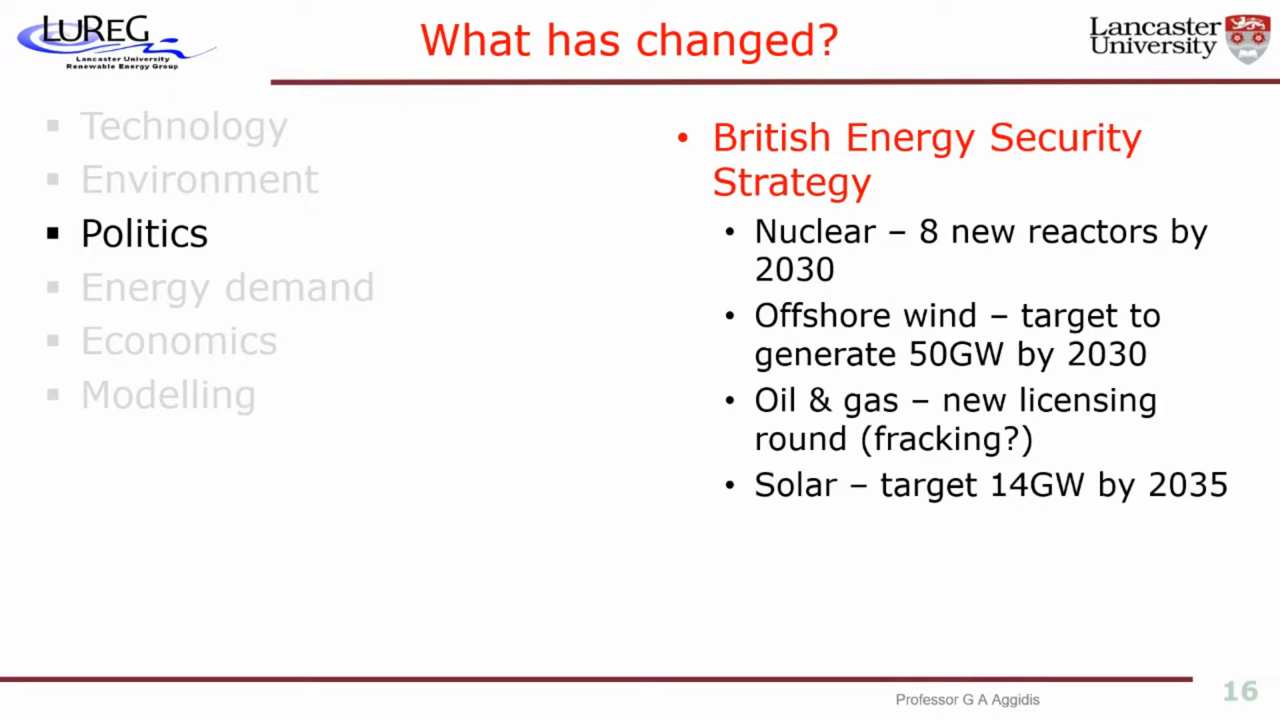 LUREG
Lancaster University
Renewable Energy Group
What has changed?
Lancaster
University
▪ Technology
▪ Environment
▪ Politics
▪ Energy demand
▪ Economics
▪ Modelling
• British Energy Security
Strategy
• Nuclear – 8 new reactors by
2030
• Offshore wind – target to
generate 50GW by 2030
• Oil & gas – new licensing
round (fracking?)
• Solar – target 14GW by 2035
Professor G A Aggidis
16